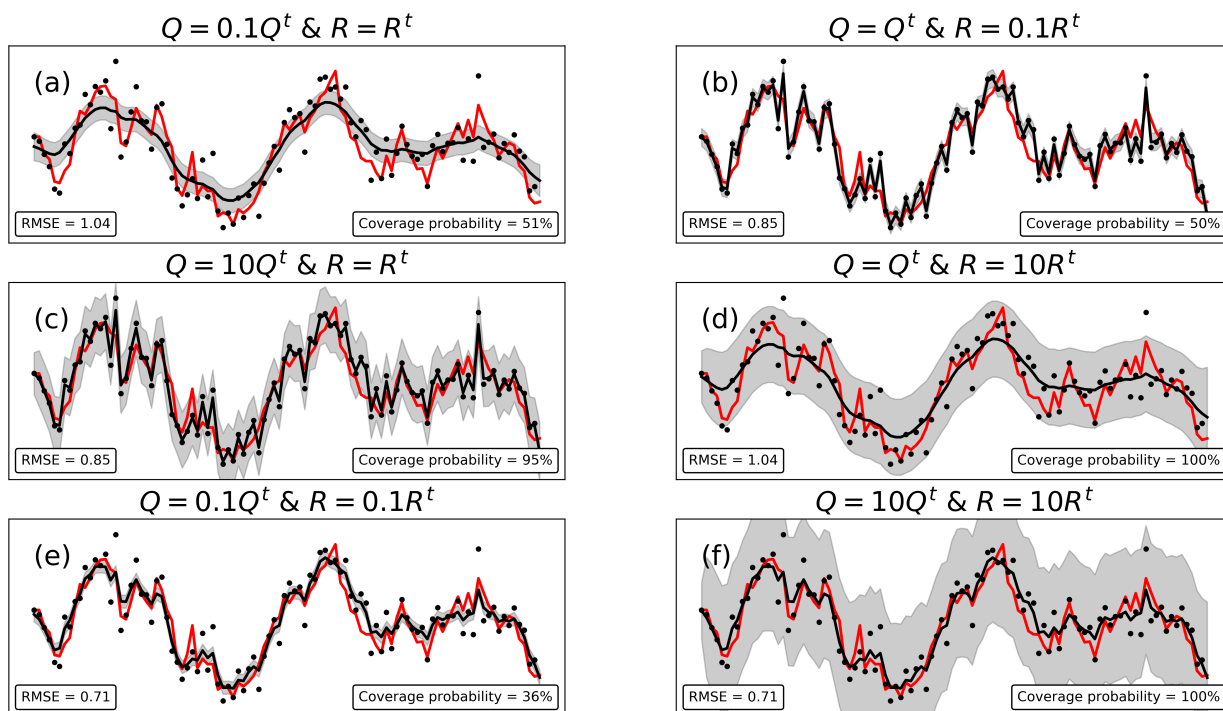 Q = 0.1Q^t & R = R^t
(a)
RMSE = 1.04
Coverage probability = 51%
Q = Q^t & R = 0.1R^t
(b)
RMSE = 0.85
Coverage probability = 50%
Q = 10Q^t & R = R^t
(c)
RMSE = 0.85
Coverage probability = 95%
Q = Q^t & R = 10R^t
(d)
RMSE = 1.04
Coverage probability = 100%
Q = 0.1Q^t & R = 0.1R^t
(e)
RMSE = 0.71
Coverage probability = 36%
Q = 10Q^t & R = 10R^t
(f)
RMSE = 0.71
Coverage probability = 100%